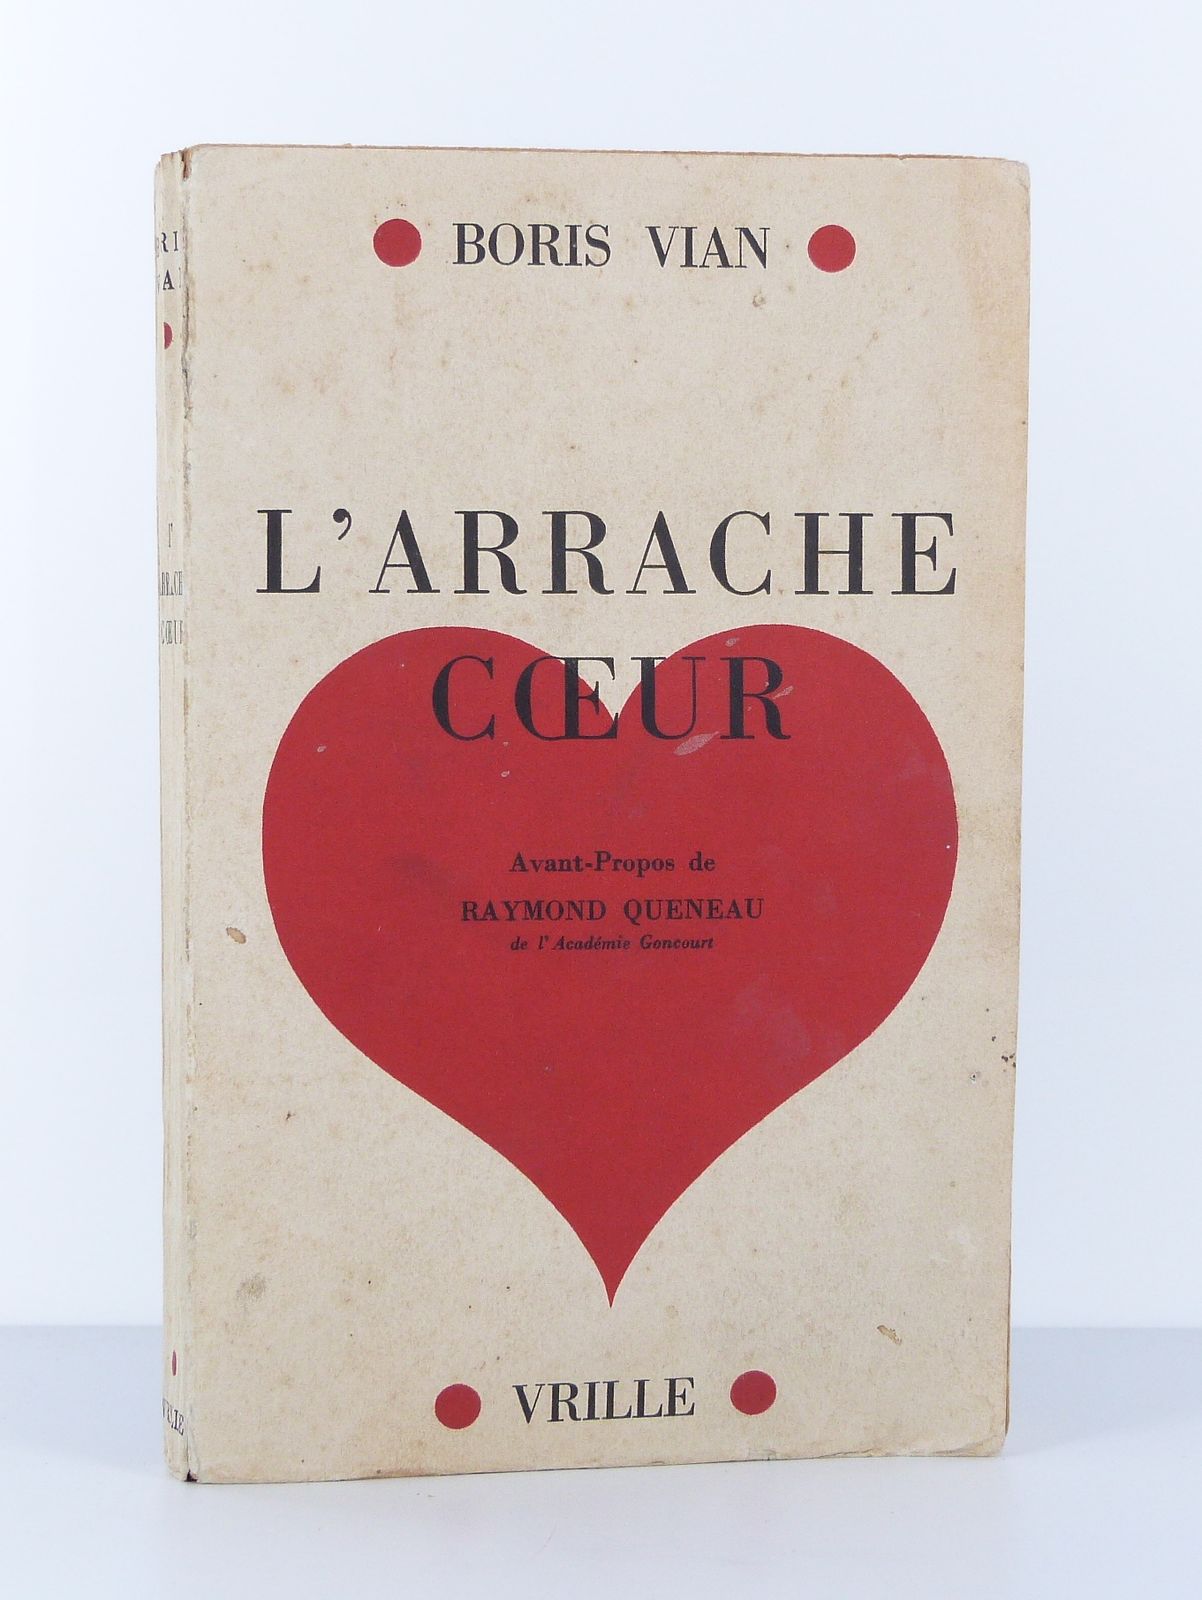 BORIS VIAN
L'ARRACHE
CŒUR
Avant-Propos de
RAYMOND QUENEAU
de l'Académie Goncourt
VRILLE